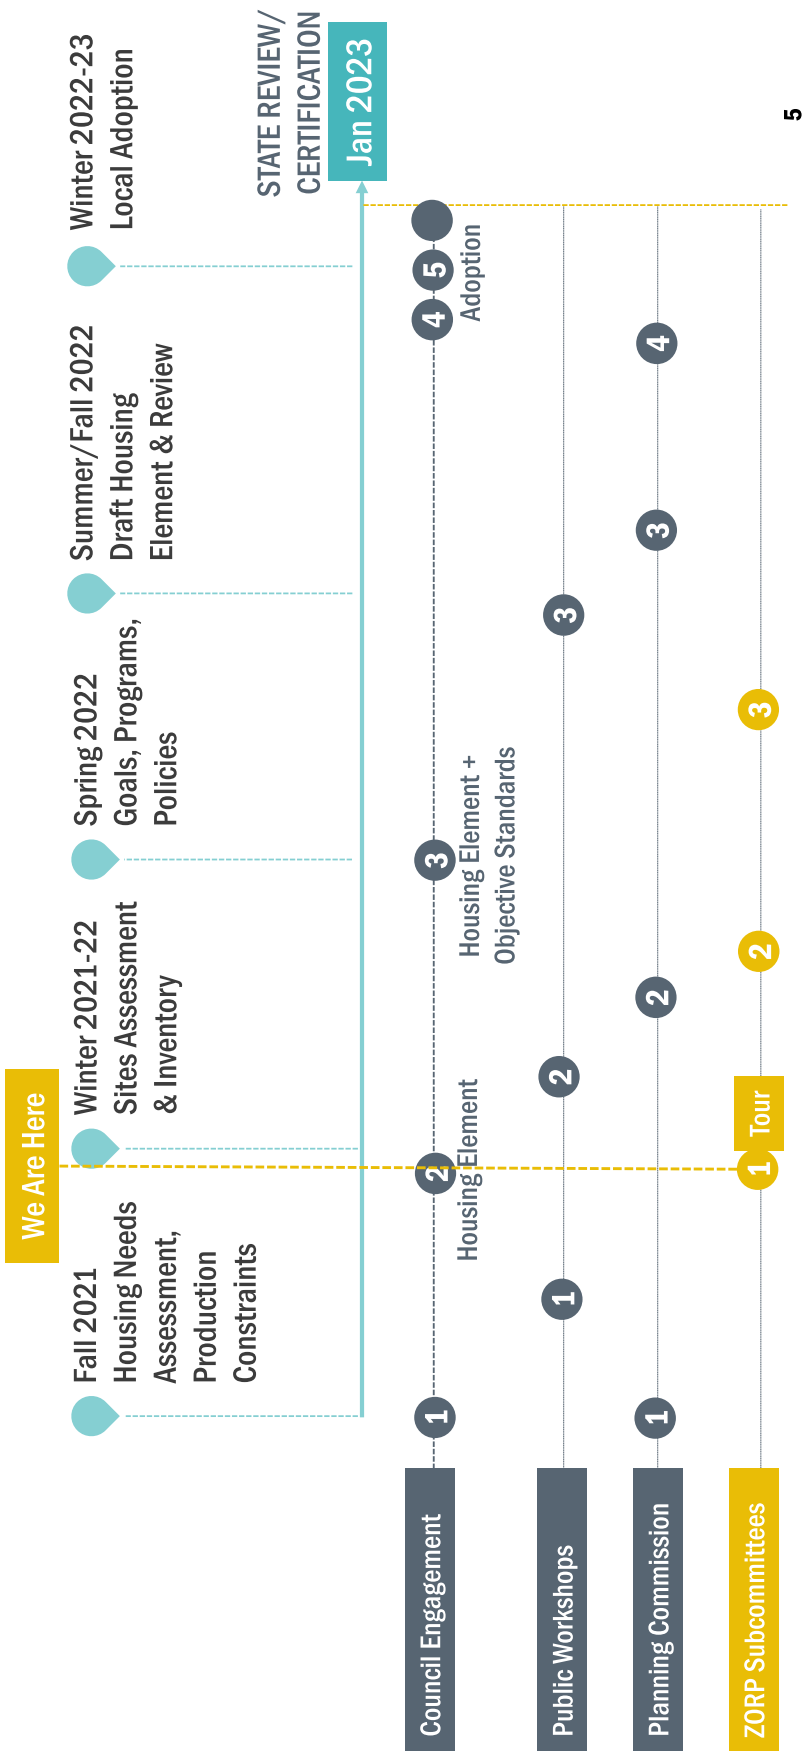 We Are Here
Fall 2021
Housing Needs
Assessment,
Production
Constraints
Winter 2021-22
Sites Assessment
& Inventory
Spring 2022
Goals, Programs,
Policies
Summer/Fall 2022
Draft Housing
Element & Review
Winter 2022-23
Local Adoption
STATE REVIEW/
CERTIFICATION
Jan 2023
Council Engagement
1
2
3
4
5
Housing Element
Housing Element +
Objective Standards
Adoption
Public Workshops
1
2
3
Planning Commission
1
2
3
4
ZORP Subcommittees
1
Tour
2
3
5